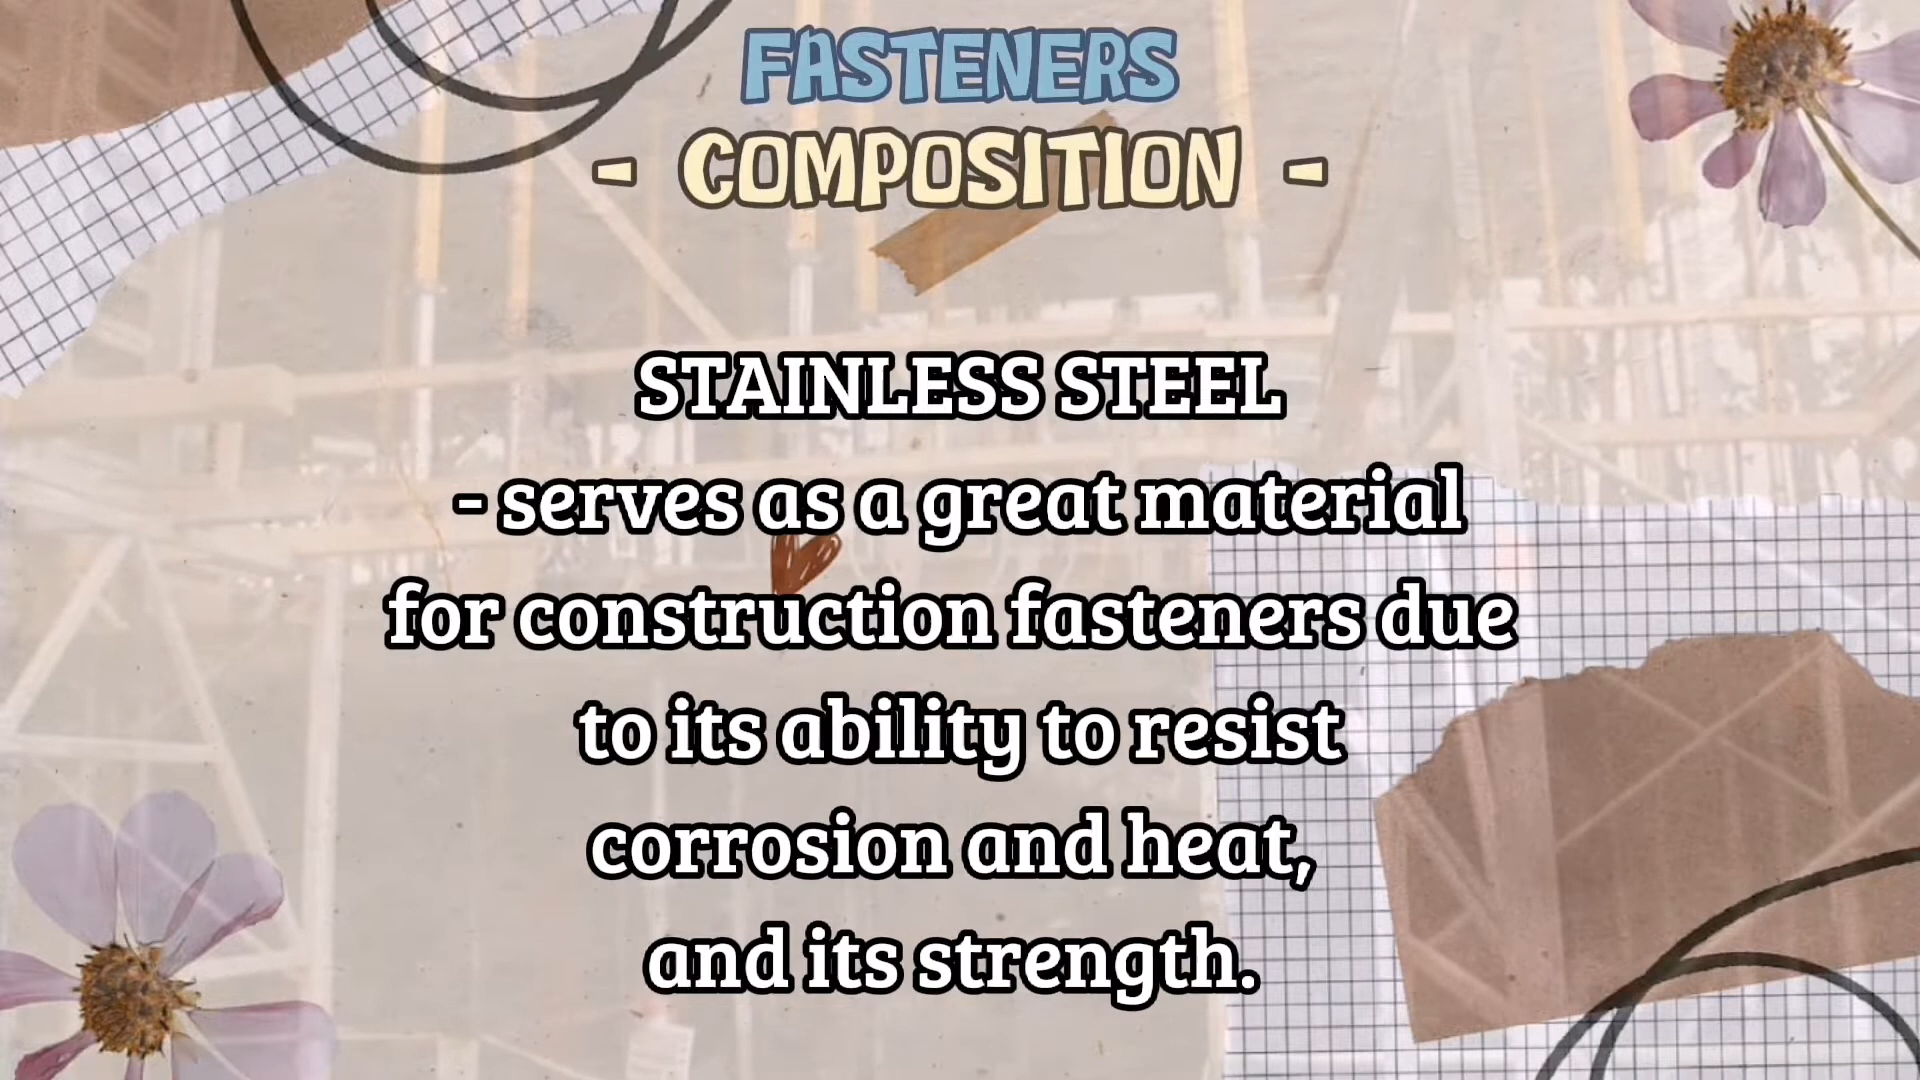 FASTENERS
- COMPOSITION -
STAINLESS STEEL
- serves as a great material
for construction fasteners due
to its ability to resist
corrosion and heat,
and its strength.